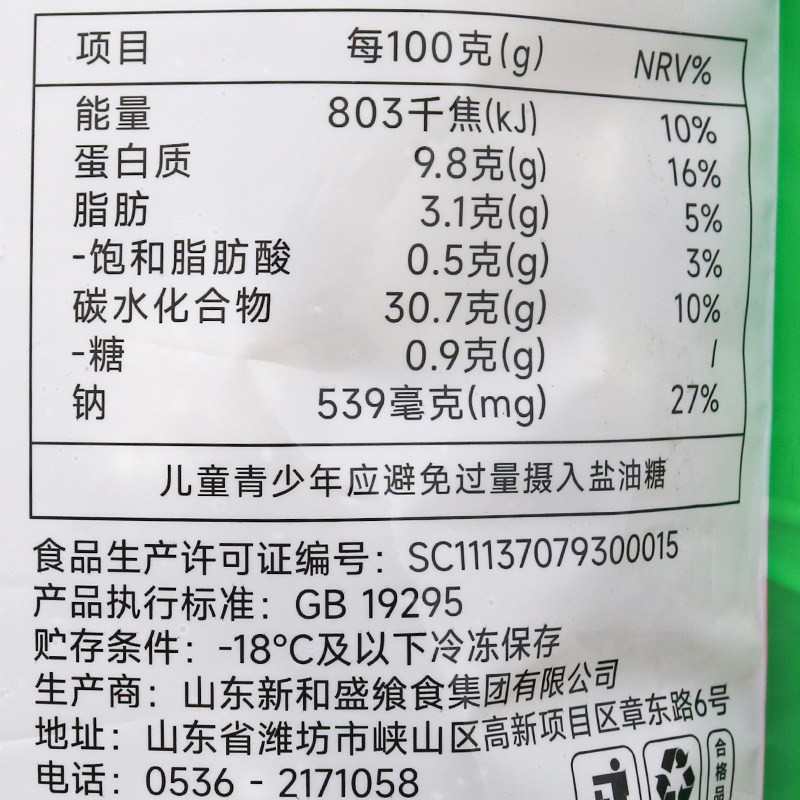 项目 每100克(g) NRV%
能量 803千焦(kJ) 10%
蛋白质 9.8克(g) 16%
脂肪 3.1克(g) 5%
-饱和脂肪酸 0.5克(g) 3%
碳水化合物 30.7克(g) 10%
-糖 0.9克(g) /
钠 539毫克(mg) 27%
儿童青少年应避免过量摄入盐油糖
食品生产许可证编号：SC11137079300015
产品执行标准：GB 19295
贮存条件：-18°C及以下冷冻保存
生产商：山东新和盛飨食集团有限公司
地址：山东省潍坊市峡山区高新项目区章东路6号
电话：0536 - 2171058
合格品